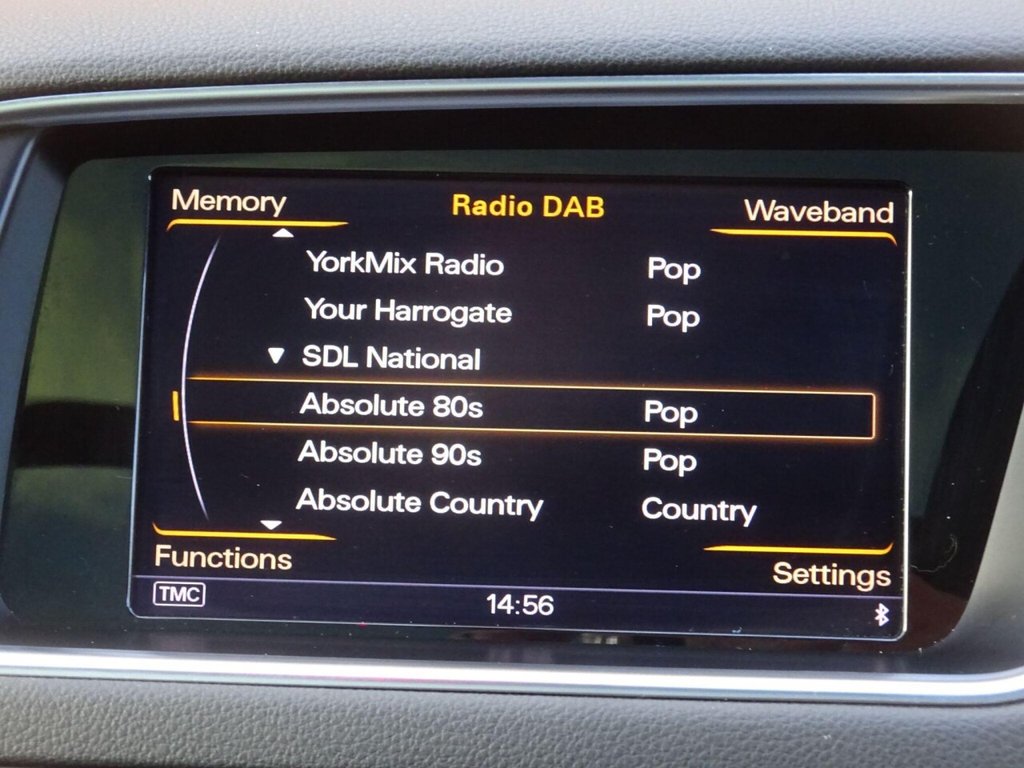 Memory Radio DAB Waveband
YorkMix Radio Pop
Your Harrogate Pop
SDL National
Absolute 80s Pop
Absolute 90s Pop
Absolute Country Country
Functions Settings
TMC 14:56